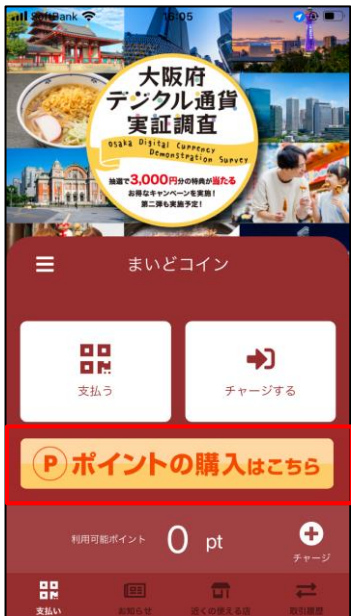 SoftBank 16:05
大阪府
デジタル通貨
実証調査
Osaka Digital Currency
Demonstration Survey
抽選で3,000円分の特典が当たる
お得なキャンペーンを実施!
第二弾も実施予定!
まいどコイン
支払う
チャージする
Pポイントの購入はこちら
利用可能ポイント 0 pt
チャージ
支払い お知らせ 近くの使える店 取引履歴